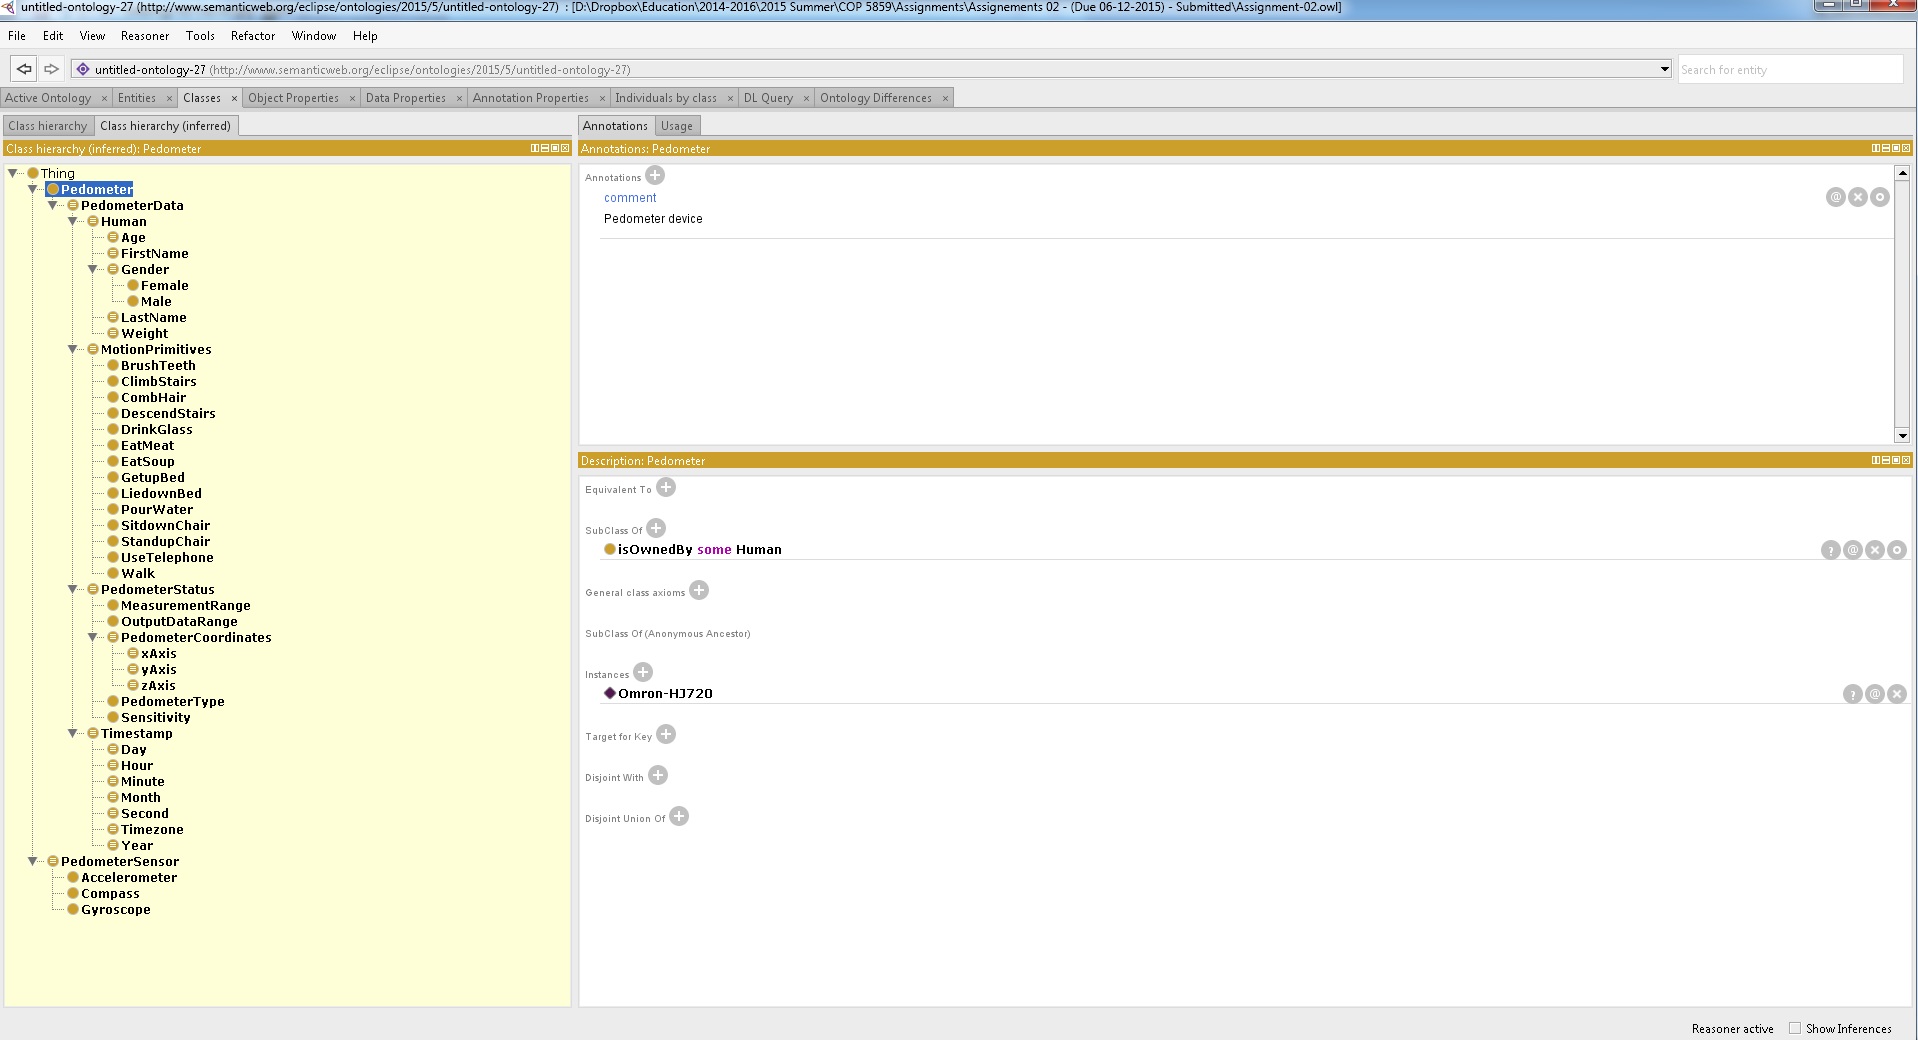 untitled-ontology-27 (http://www.semanticweb.org/eclipse/ontologies/2015/5/untitled-ontology-27) : [D:\Dropbox\Education\2014-2016\2015 Summer\COP 5859\Assignments\Assignements 02 - (Due 06-12-2015) - Submitted\Assignment-02.owl]
File Edit View Reasoner Tools Refactor Window Help
untitled-ontology-27 (http://www.semanticweb.org/eclipse/ontologies/2015/5/untitled-ontology-27)
Search for entity
Active Ontology × Entities × Classes × Object Properties × Data Properties × Annotation Properties × Individuals by class × DL Query × Ontology Differences ×
Class hierarchy Class hierarchy (inferred)
Class hierarchy (inferred): Pedometer
Thing
Pedometer
PedometerData
Human
Age
FirstName
Gender
Female
Male
LastName
Weight
MotionPrimitives
BrushTeeth
ClimbStairs
CombHair
DescendStairs
DrinkGlass
EatMeat
EatSoup
GetupBed
LiedownBed
PourWater
SitdownChair
StandupChair
UseTelephone
Walk
PedometerStatus
MeasurementRange
OutputDataRange
PedometerCoordinates
xAxis
yAxis
zAxis
PedometerType
Sensitivity
Timestamp
Day
Hour
Minute
Month
Second
Timezone
Year
PedometerSensor
Accelerometer
Compass
Gyroscope
Annotations Usage
Annotations: Pedometer
Annotations
comment
Pedometer device
Description: Pedometer
Equivalent To
SubClass Of
isOwnedBy some Human
General class axioms
SubClass Of (Anonymous Ancestor)
Instances
Omron-HJ720
Target for Key
Disjoint With
Disjoint Union Of
Reasoner active Show Inferences